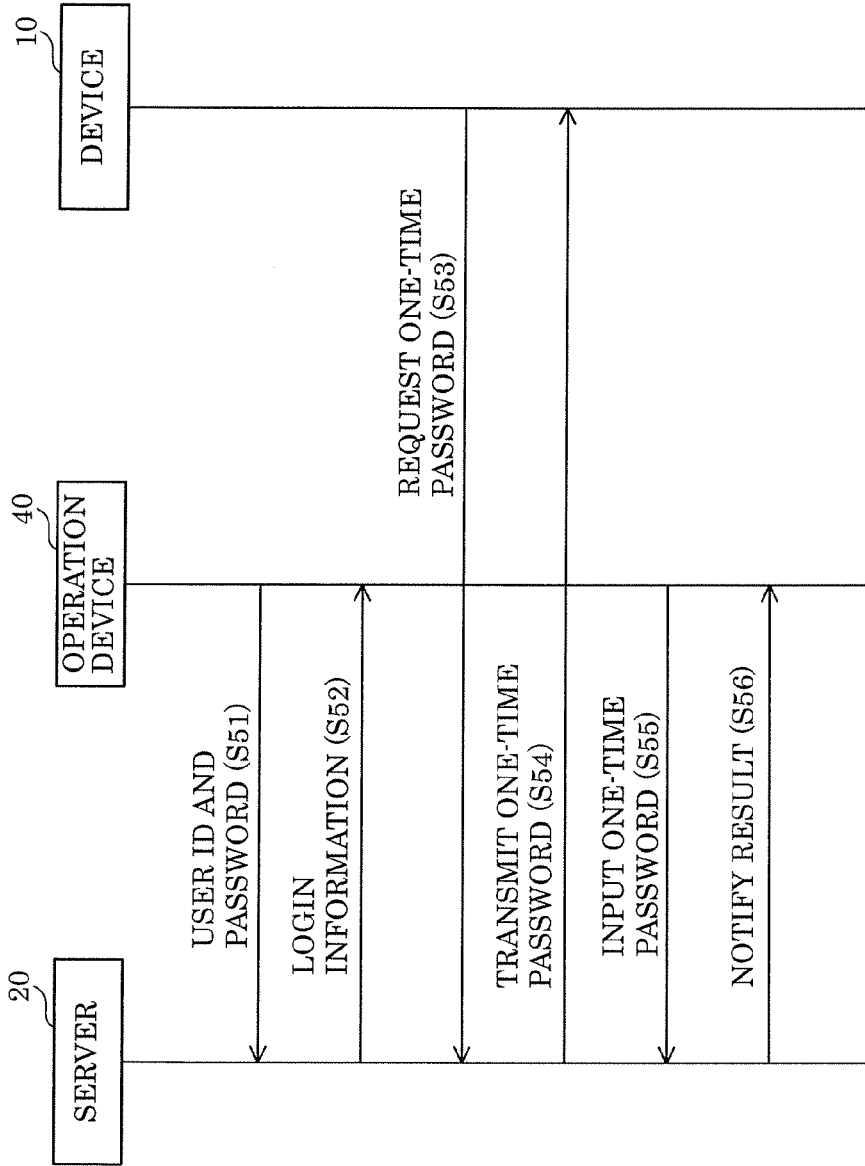 20
SERVER
40
OPERATION
DEVICE
10
DEVICE
USER ID AND
PASSWORD (S51)
LOGIN
INFORMATION (S52)
REQUEST ONE-TIME
PASSWORD (S53)
TRANSMIT ONE-TIME
PASSWORD (S54)
INPUT ONE-TIME
PASSWORD (S55)
NOTIFY RESULT (S56)